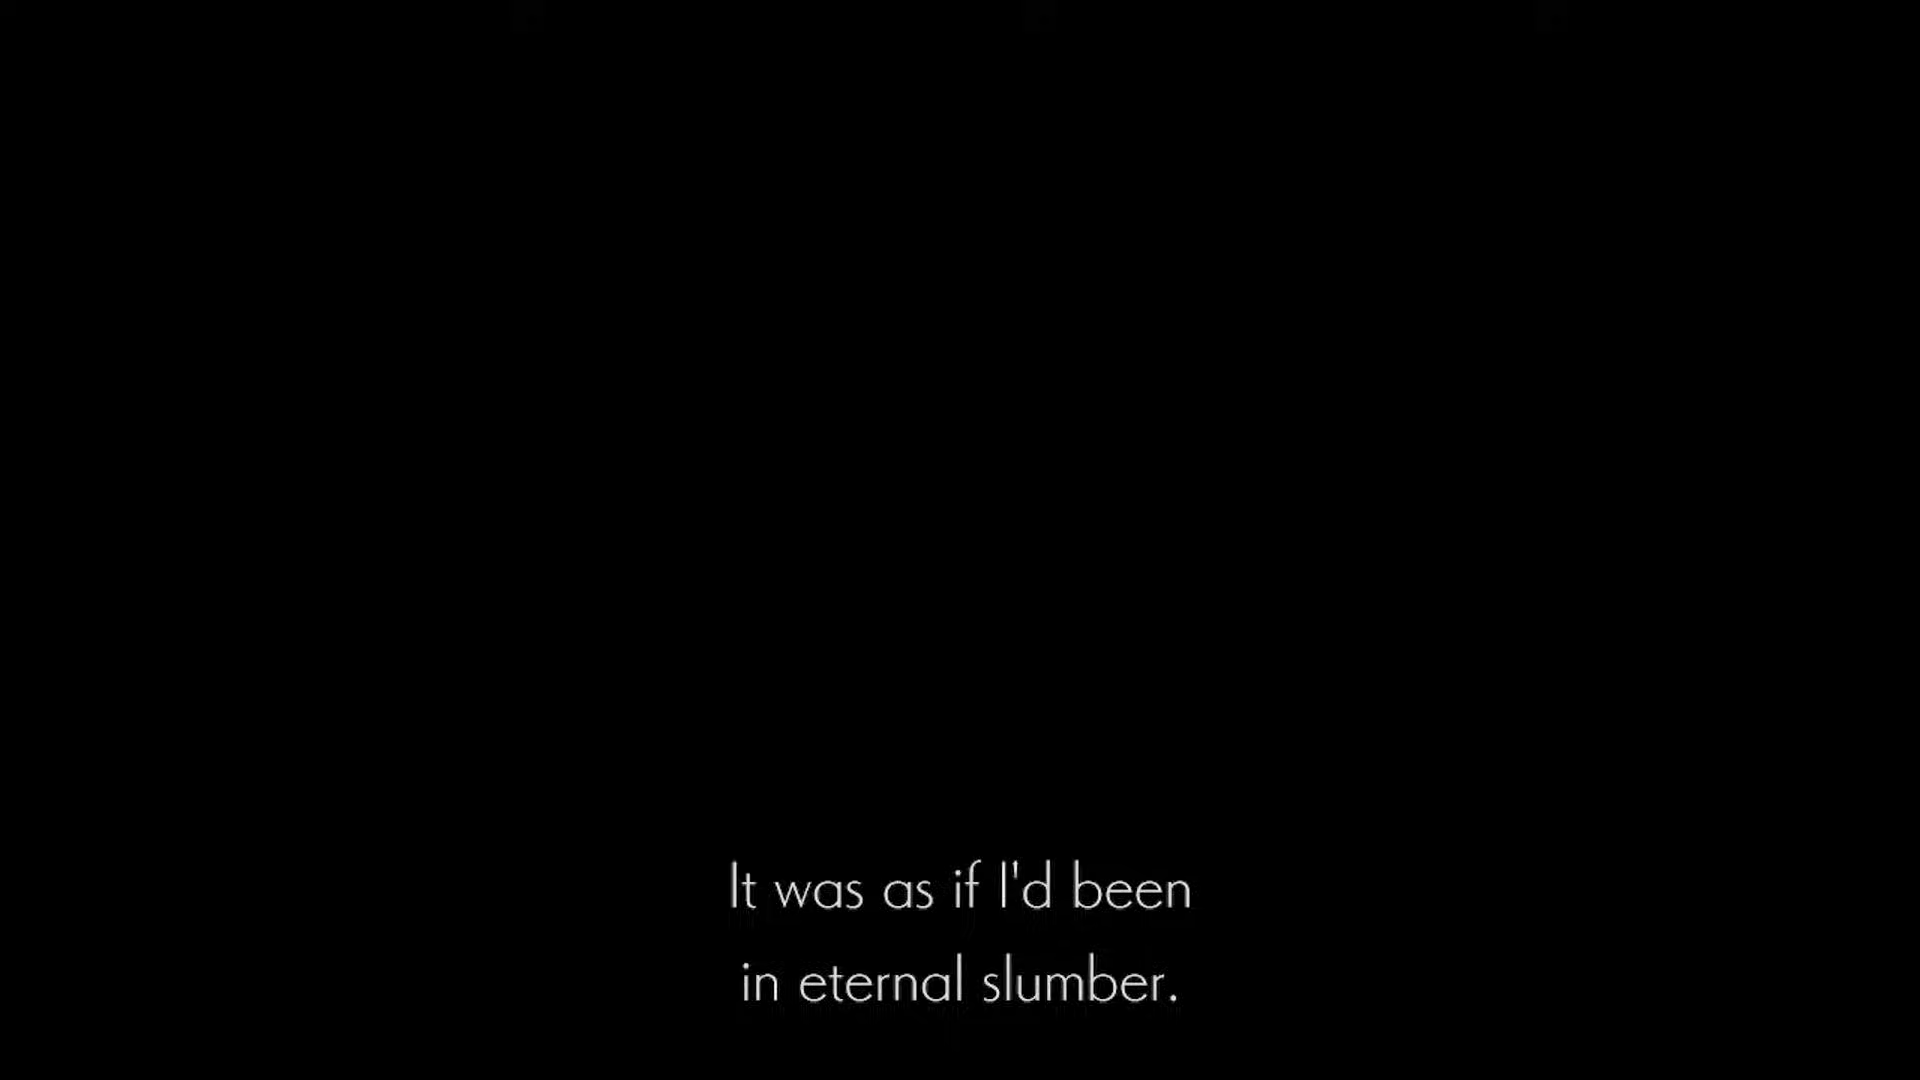 It was as if I'd been
in eternal slumber.